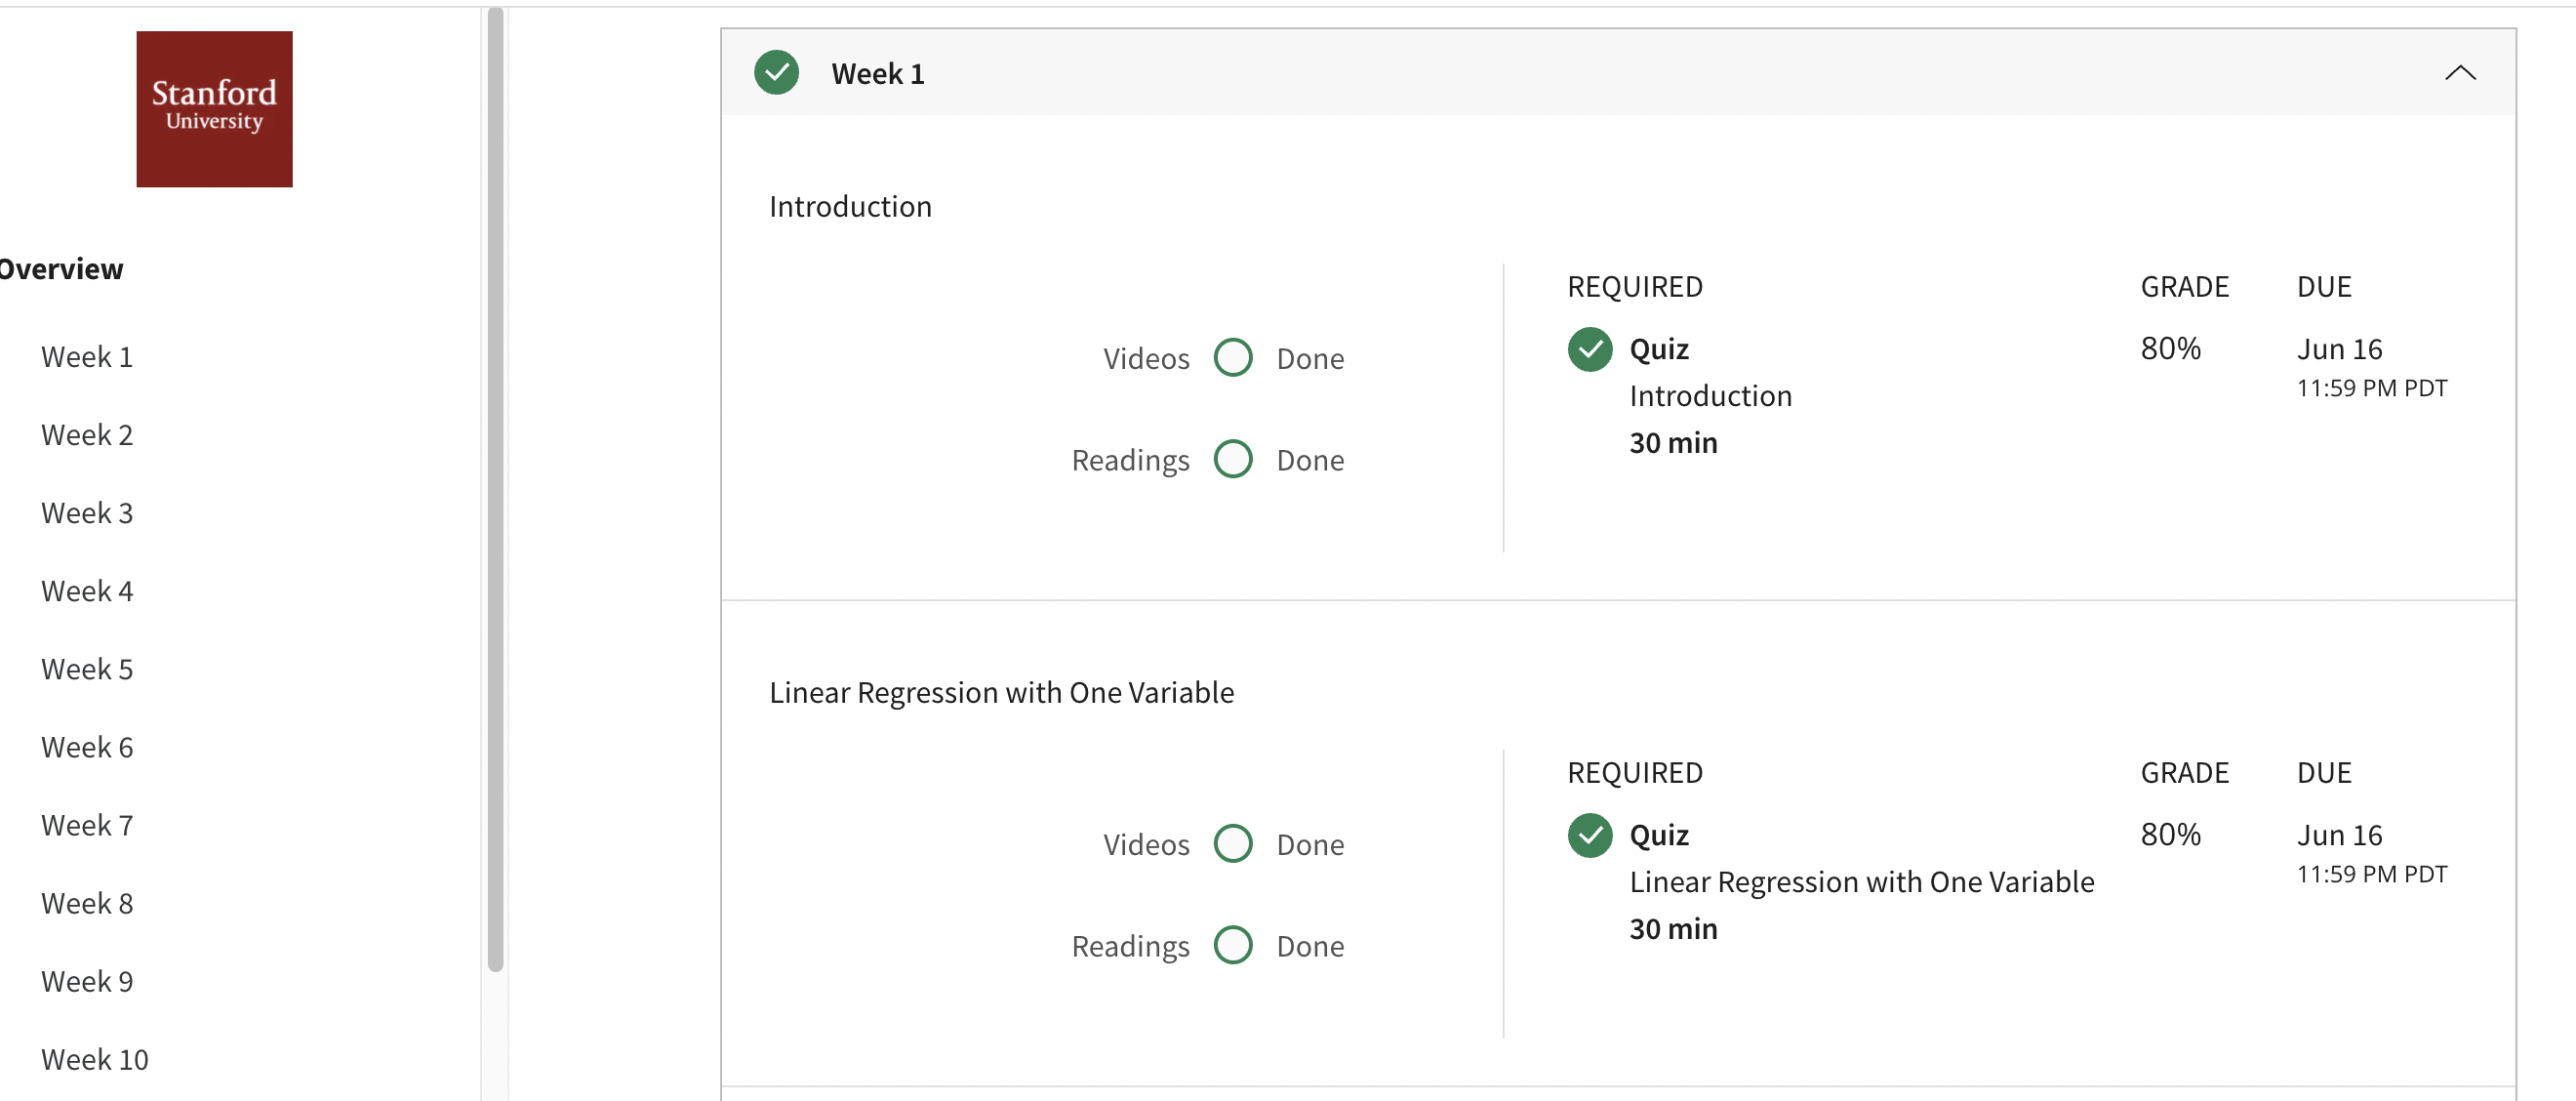 Stanford
University
Overview
Week 1
Week 2
Week 3
Week 4
Week 5
Week 6
Week 7
Week 8
Week 9
Week 10
Week 1
Introduction
Videos Done
Readings Done
REQUIRED GRADE DUE
Quiz 80% Jun 16
Introduction 11:59 PM PDT
30 min
Linear Regression with One Variable
Videos Done
Readings Done
REQUIRED GRADE DUE
Quiz 80% Jun 16
Linear Regression with One Variable 11:59 PM PDT
30 min